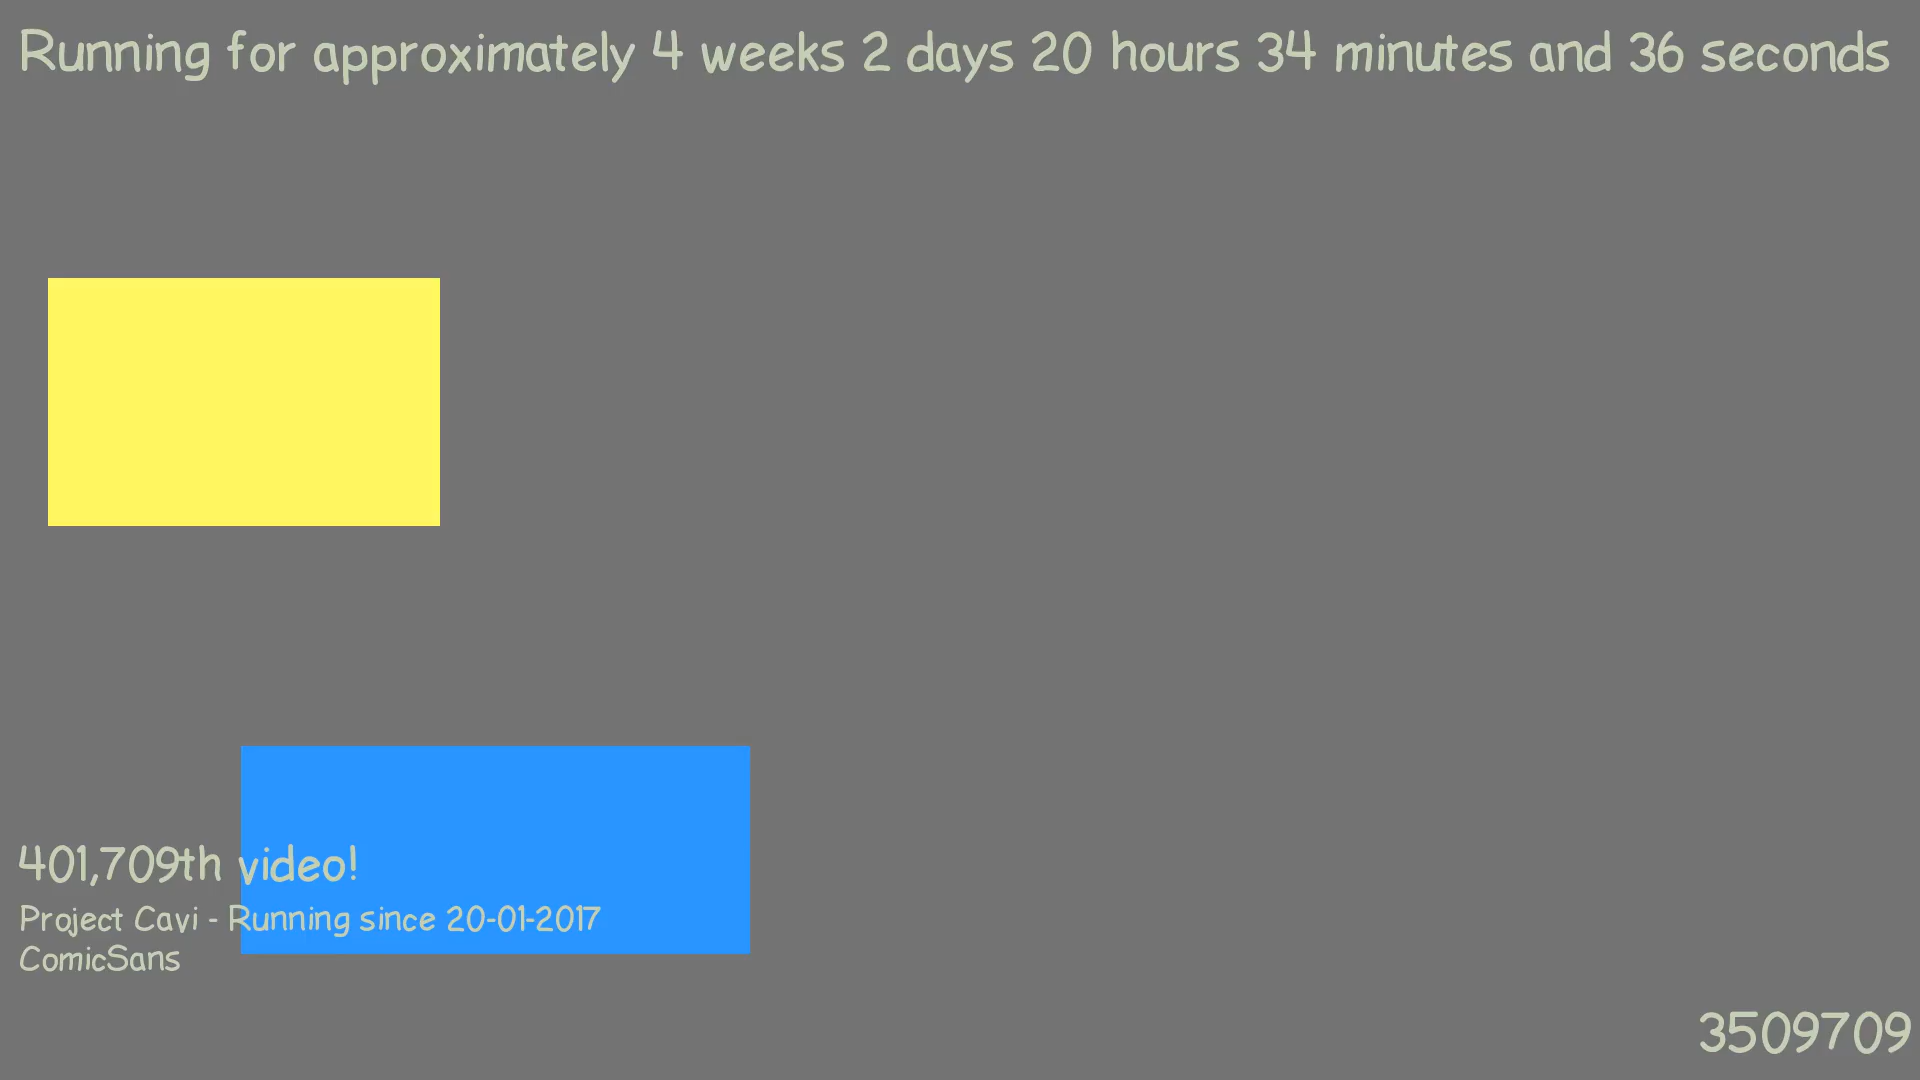 Running for approximately 4 weeks 2 days 20 hours 34 minutes and 36 seconds
401,709th video!
Project Cavi - Running since 20-01-2017
ComicSans
3509709